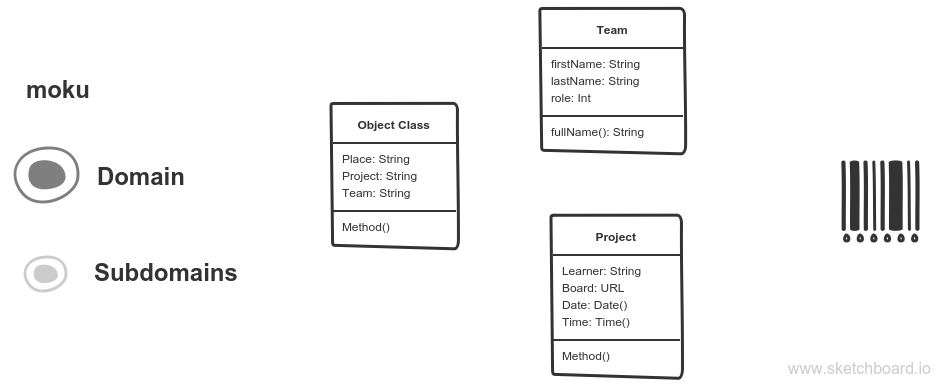 moku
Domain
Subdomains
Object Class
Place: String
Project: String
Team: String
Method()
Team
firstName: String
lastName: String
role: Int
fullName(): String
Project
Learner: String
Board: URL
Date: Date()
Time: Time()
Method()
www.sketchboard.io